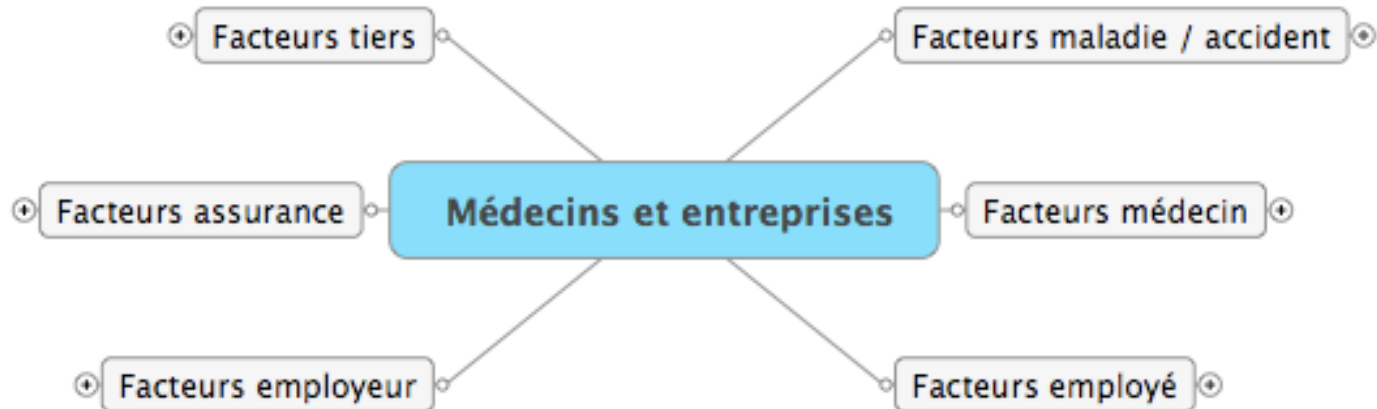 Facteurs tiers
Facteurs maladie / accident
Facteurs assurance
Médecins et entreprises
Facteurs médecin
Facteurs employeur
Facteurs employé